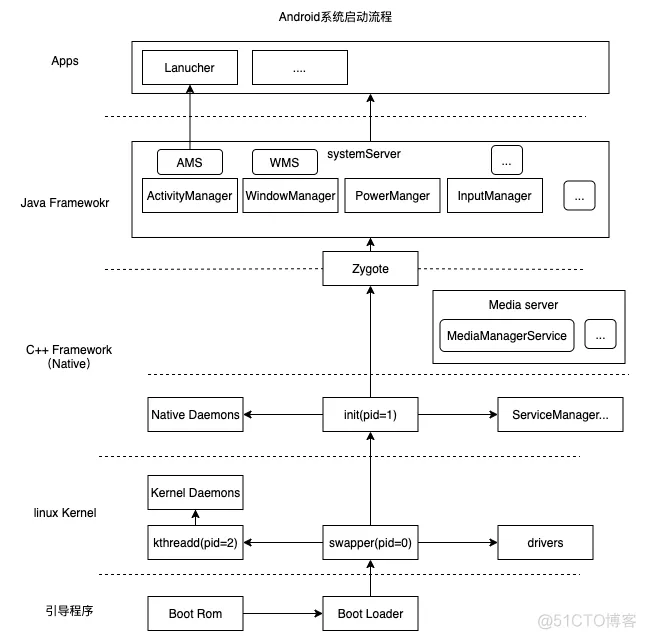 Android系统启动流程
Apps
Lanucher
....
systemServer
AMS
WMS
...
Java Framewokr
ActivityManager
WindowManager
PowerManger
InputManager
...
Zygote
Media server
C++ Framework
（Native）
MediaManagerService
...
Native Daemons
init(pid=1)
ServiceManager...
Kernel Daemons
linux Kernel
kthreadd(pid=2)
swapper(pid=0)
drivers
引导程序
Boot Rom
Boot Loader
@51CTO博客